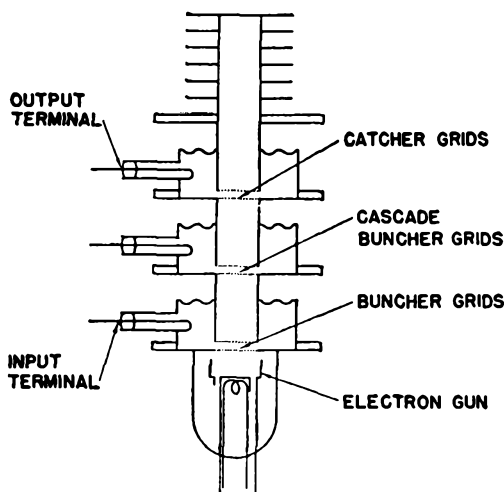 OUTPUT
TERMINAL
CATCHER GRIDS
CASCADE
BUNCHER GRIDS
BUNCHER GRIDS
INPUT
TERMINAL
ELECTRON GUN